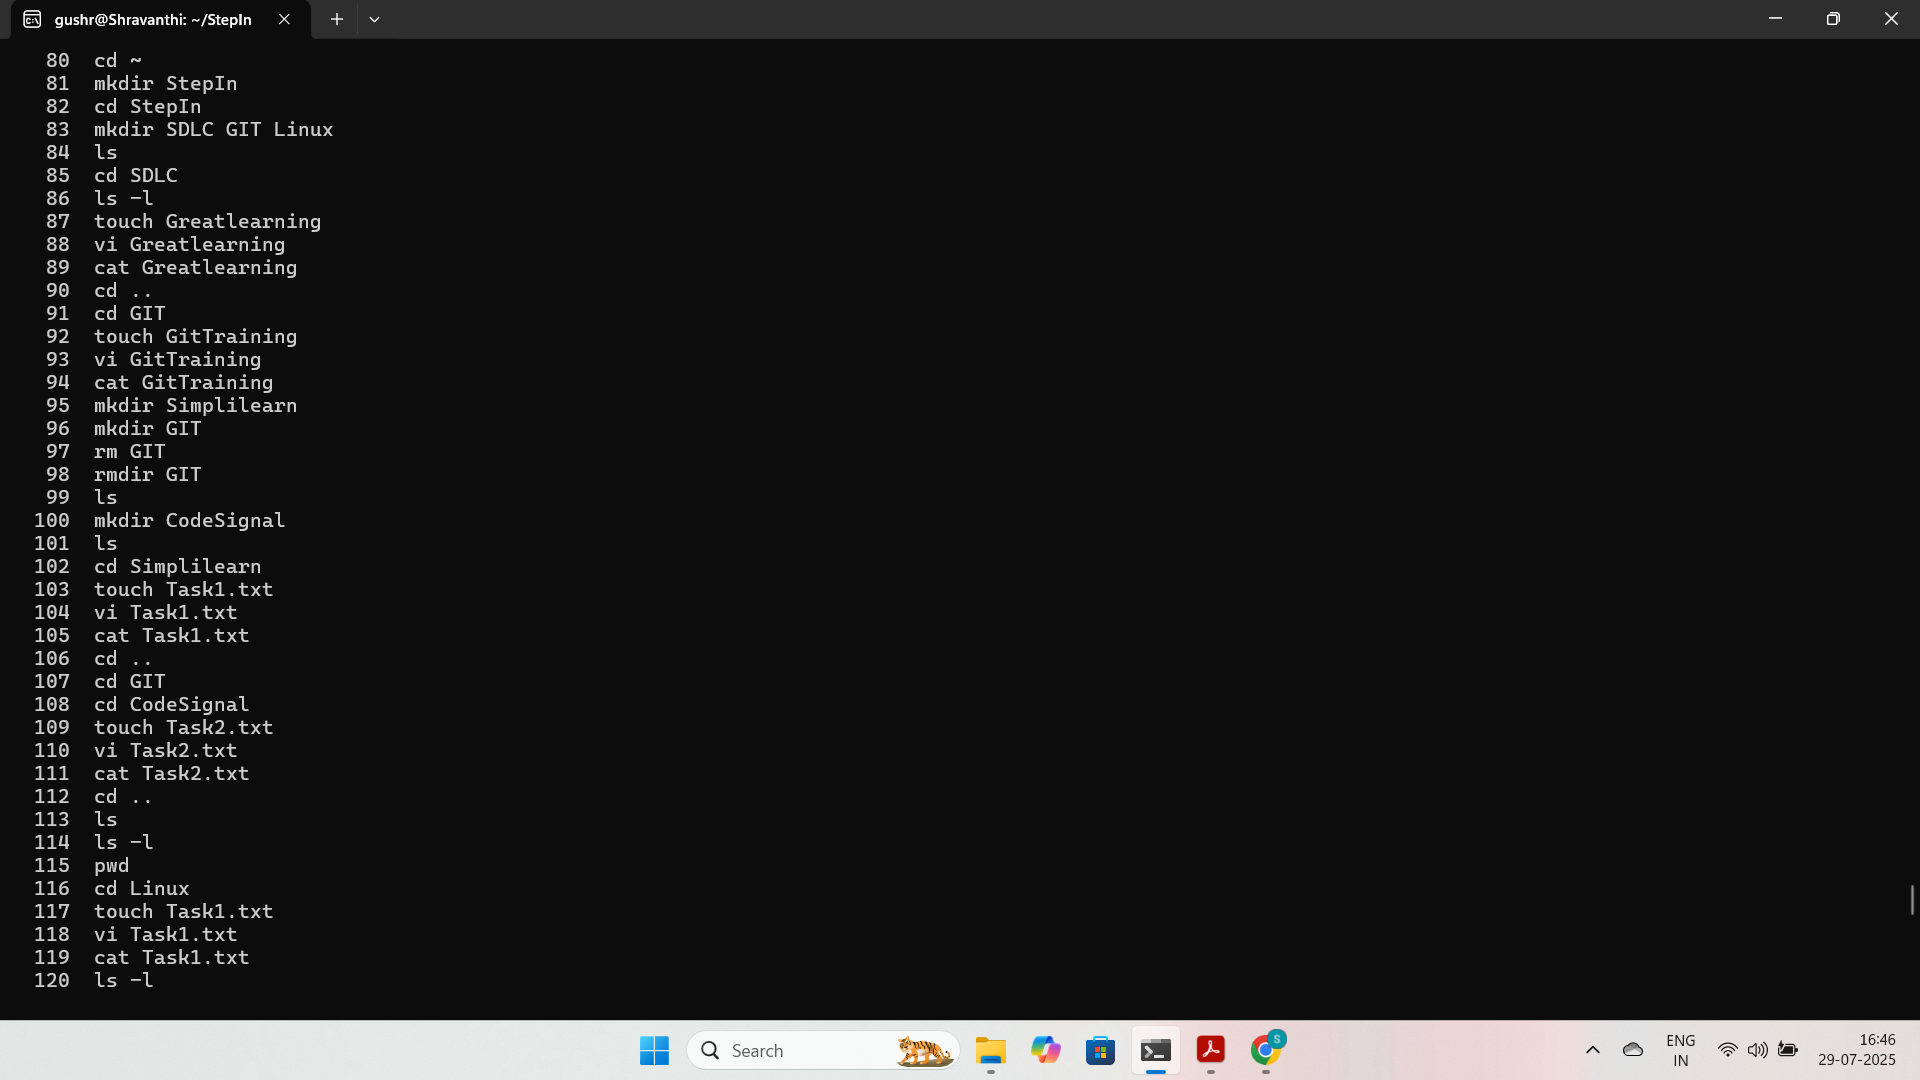 gushr@Shravanthi: ~/StepIn
80 cd ~
81 mkdir StepIn
82 cd StepIn
83 mkdir SDLC GIT Linux
84 ls
85 cd SDLC
86 ls -l
87 touch Greatlearning
88 vi Greatlearning
89 cat Greatlearning
90 cd ..
91 cd GIT
92 touch GitTraining
93 vi GitTraining
94 cat GitTraining
95 mkdir Simplilearn
96 mkdir GIT
97 rm GIT
98 rmdir GIT
99 ls
100 mkdir CodeSignal
101 ls
102 cd Simplilearn
103 touch Task1.txt
104 vi Task1.txt
105 cat Task1.txt
106 cd ..
107 cd GIT
108 cd CodeSignal
109 touch Task2.txt
110 vi Task2.txt
111 cat Task2.txt
112 cd ..
113 ls
114 ls -l
115 pwd
116 cd Linux
117 touch Task1.txt
118 vi Task1.txt
119 cat Task1.txt
120 ls -l
Search
S
ENG
IN
16:46
29-07-2025